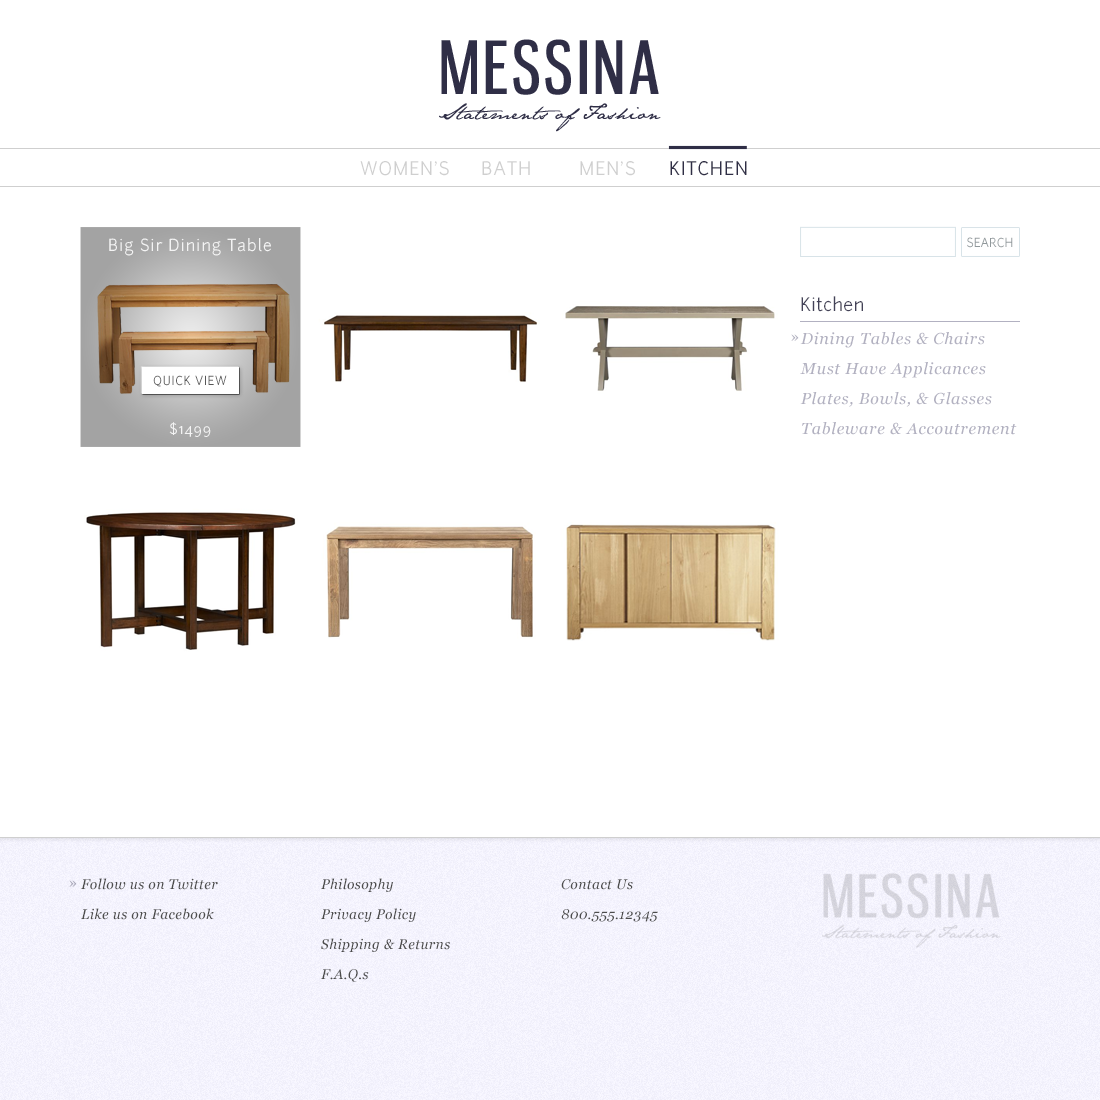 MESSINA
Statements of Fashion
WOMEN'S BATH MEN'S KITCHEN
Big Sir Dining Table
QUICK VIEW
$1499
SEARCH
Kitchen
» Dining Tables & Chairs
Must Have Applicances
Plates, Bowls, & Glasses
Tableware & Accoutrement
» Follow us on Twitter
Like us on Facebook
Philosophy
Privacy Policy
Shipping & Returns
F.A.Q.s
Contact Us
800.555.12345
MESSINA
Statements of Fashion